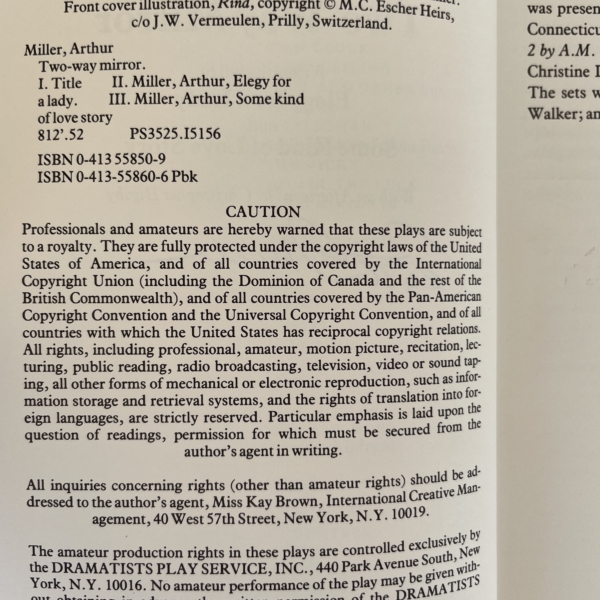 Front cover illustration, Rind, copyright © M.C. Escher Heirs,
c/o J.W. Vermeulen, Prilly, Switzerland.
Miller, Arthur
Two-way mirror.
I. Title II. Miller, Arthur, Elegy for
a lady. III. Miller, Arthur, Some kind
of love story
812'.52 PS3525.I5156
ISBN 0-413 55850-9
ISBN 0-413-55860-6 Pbk
CAUTION
Professionals and amateurs are hereby warned that these plays are subject
to a royalty. They are fully protected under the copyright laws of the United
States of America, and of all countries covered by the International
Copyright Union (including the Dominion of Canada and the rest of the
British Commonwealth), and of all countries covered by the Pan-American
Copyright Convention and the Universal Copyright Convention, and of all
countries with which the United States has reciprocal copyright relations.
All rights, including professional, amateur, motion picture, recitation, lec-
turing, public reading, radio broadcasting, television, video or sound tap-
ing, all other forms of mechanical or electronic reproduction, such as infor-
mation storage and retrieval systems, and the rights of translation into for-
eign languages, are strictly reserved. Particular emphasis is laid upon the
question of readings, permission for which must be secured from the
author's agent in writing.
All inquiries concerning rights (other than amateur rights) should be ad-
dressed to the author's agent, Miss Kay Brown, International Creative Man-
agement, 40 West 57th Street, New York, N.Y. 10019.
The amateur production rights in these plays are controlled exclusively by
the DRAMATISTS PLAY SERVICE, INC., 440 Park Avenue South, New
York, N.Y. 10016. No amateur performance of the play may be given with-
out obtaining in advance the written permission of the DRAMATISTS
was presen
Connecticu
2 by A.M.
Christine
The sets w
Walker; an